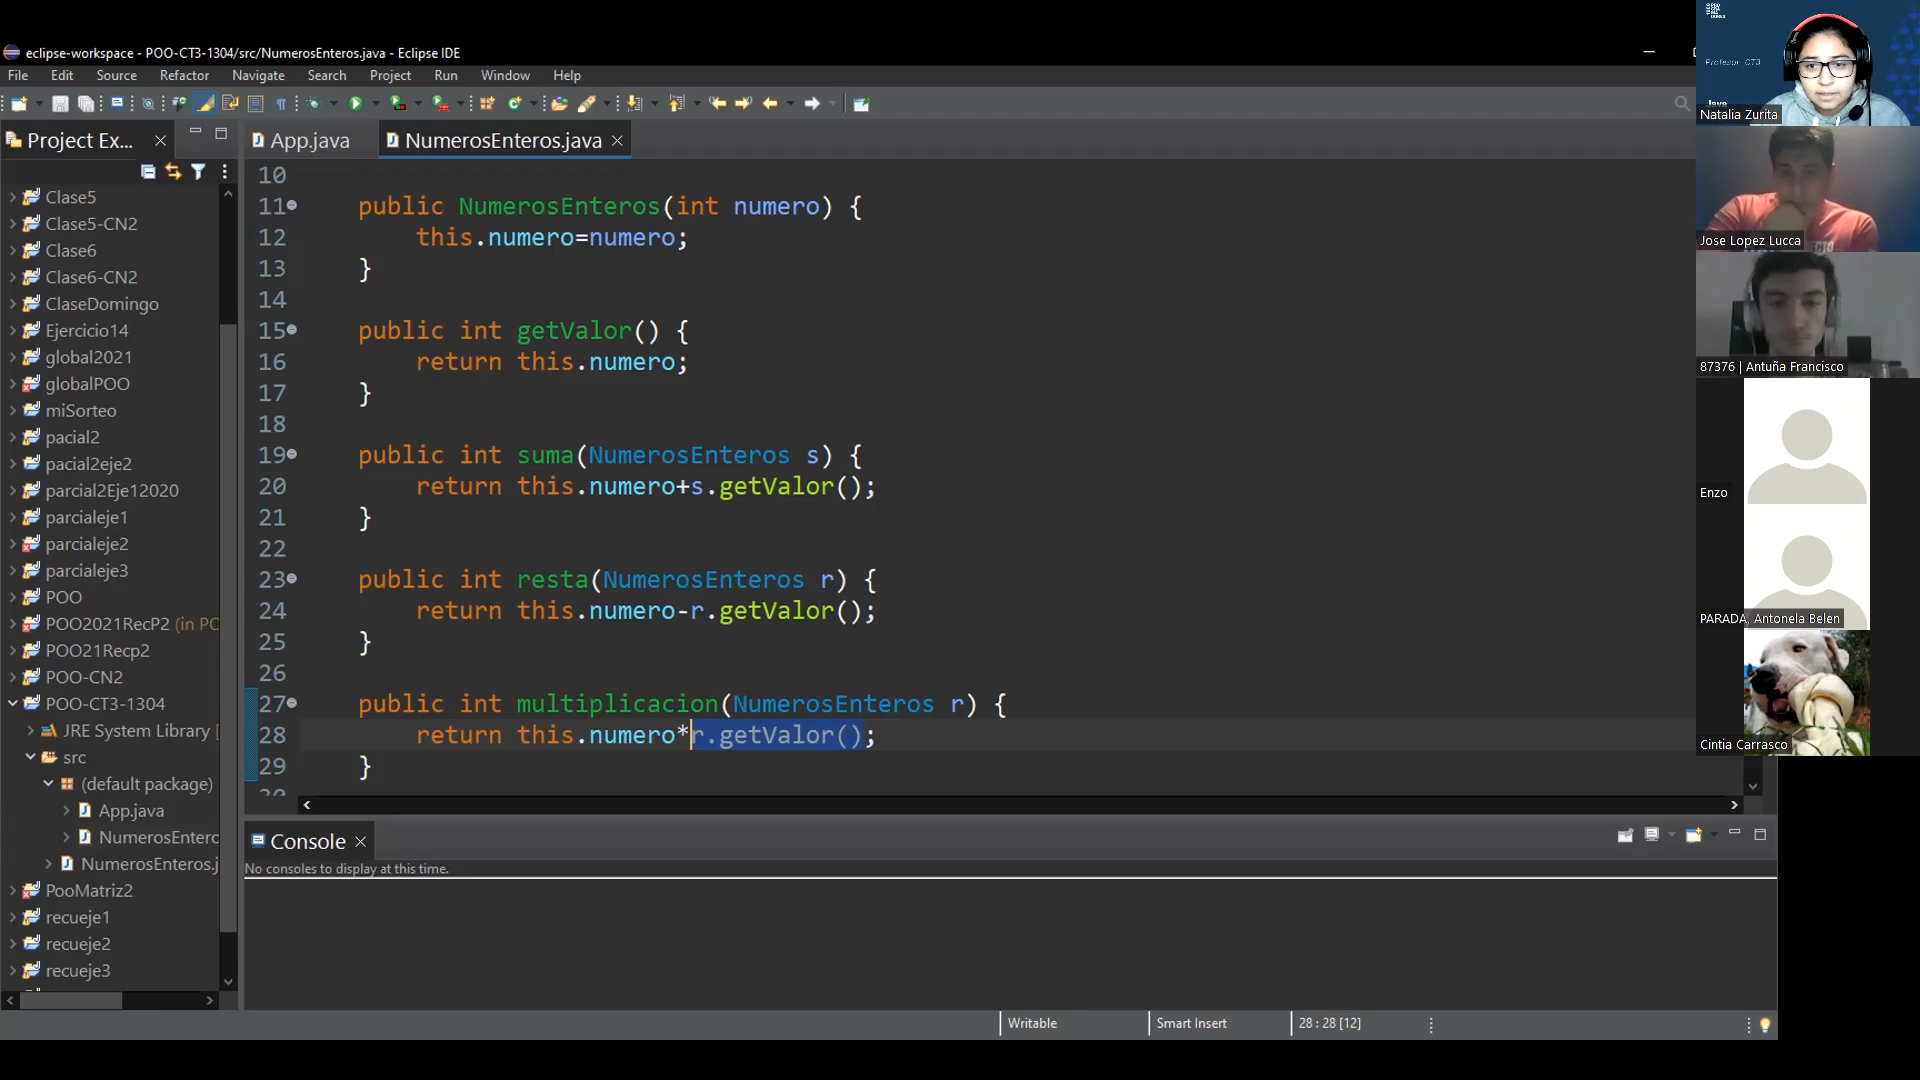 eclipse-workspace - POO-CT3-1304/src/NumerosEnteros.java - Eclipse IDE
File Edit Source Refactor Navigate Search Project Run Window Help
Project Ex...
App.java
NumerosEnteros.java
Clase5
Clase5-CN2
Clase6
Clase6-CN2
ClaseDomingo
Ejercicio14
global2021
globalPOO
miSorteo
pacial2
pacial2eje2
parcial2Eje12020
parcialeje1
parcialeje2
parcialeje3
POO
POO2021RecP2 (in PO
POO21Recp2
POO-CN2
POO-CT3-1304
JRE System Library [
src
(default package)
App.java
NumerosEntero
NumerosEnteros.j
PooMatriz2
recueje1
recueje2
recueje3
10
11 public NumerosEnteros(int numero) {
12 this.numero=numero;
13 }
14
15 public int getValor() {
16 return this.numero;
17 }
18
19 public int suma(NumerosEnteros s) {
20 return this.numero+s.getValor();
21 }
22
23 public int resta(NumerosEnteros r) {
24 return this.numero-r.getValor();
25 }
26
27 public int multiplicacion(NumerosEnteros r) {
28 return this.numero*r.getValor();
29 }
Console
No consoles to display at this time.
Writable
Smart Insert
28 : 28 [12]
Profesor CT3
Java
Natalia Zurita
Jose Lopez Lucca
87376 | Antuña Francisco
Enzo
PARADA, Antonela Belen
Cintia Carrasco